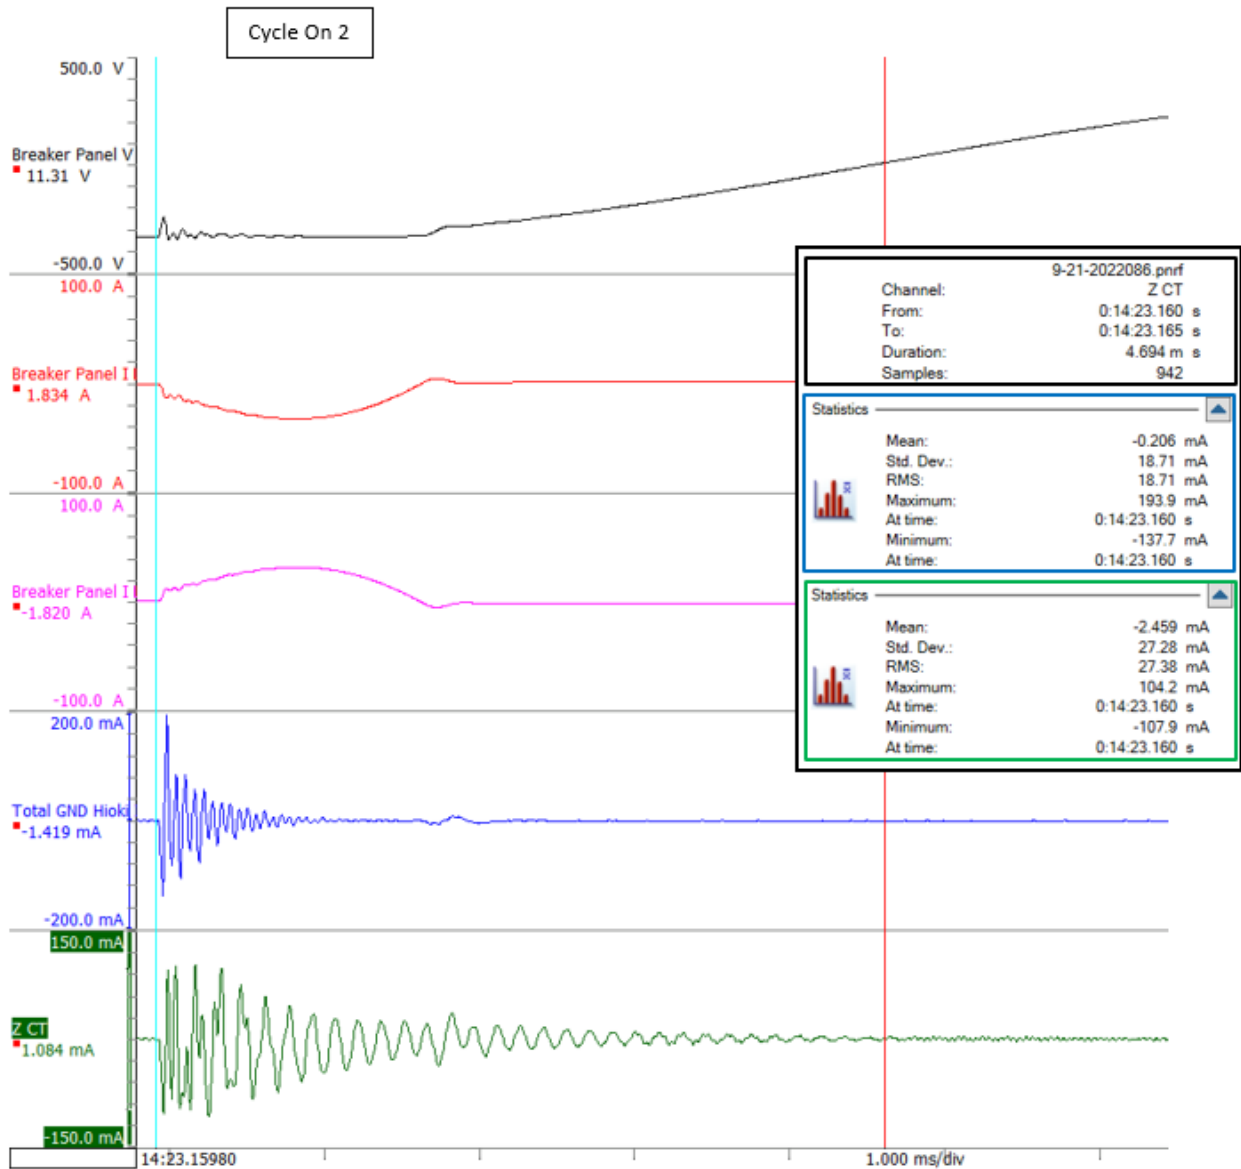 Cycle On 2
500.0 V
Breaker Panel V
11.31 V
-500.0 V
100.0 A
Breaker Panel I
1.834 A
-100.0 A
100.0 A
Breaker Panel I
-1.820 A
-100.0 A
200.0 mA
Total GND Hioki
-1.419 mA
-200.0 mA
150.0 mA
Z CT
1.084 mA
-150.0 mA
14:23.15980
1.000 ms/div
9-21-2022086.pnrf
Channel: Z CT
From: 0:14:23.160 s
To: 0:14:23.165 s
Duration: 4.694 m s
Samples: 942
Statistics
Mean: -0.206 mA
Std. Dev.: 18.71 mA
RMS: 18.71 mA
Maximum: 193.9 mA
At time: 0:14:23.160 s
Minimum: -137.7 mA
At time: 0:14:23.160 s
Statistics
Mean: -2.459 mA
Std. Dev.: 27.28 mA
RMS: 27.38 mA
Maximum: 104.2 mA
At time: 0:14:23.160 s
Minimum: -107.9 mA
At time: 0:14:23.160 s